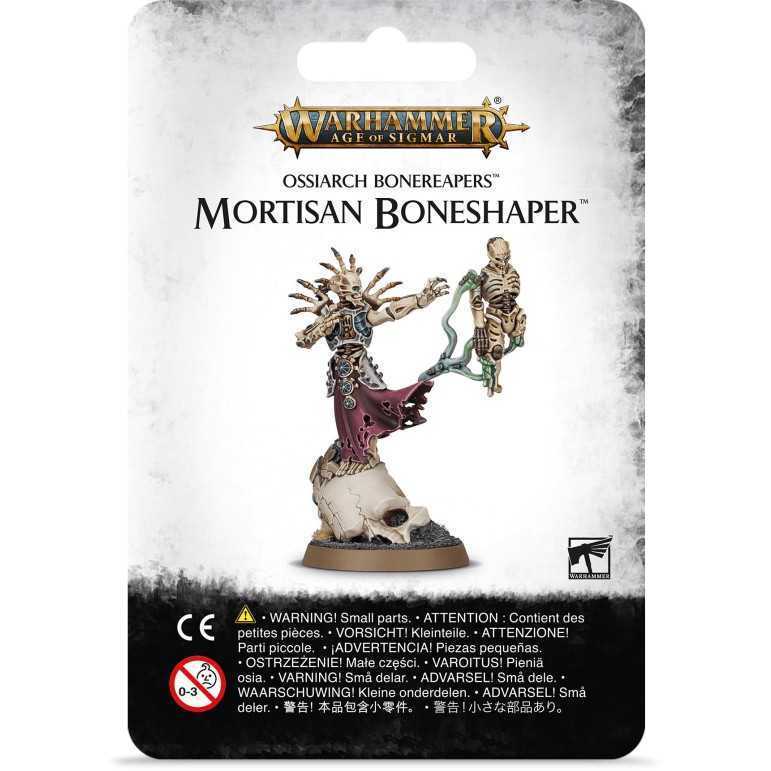 WARHAMMER®
AGE OF SIGMAR
OSSIARCH BONEREAPERS™
MORTISAN BONESHAPER™
WARHAMMER
CE
0-3
• WARNING! Small parts. • ATTENTION : Contient des
petites pièces. • VORSICHT! Kleinteile. • ATTENZIONE!
Parti piccole. • ¡ADVERTENCIA! Piezas pequeñas.
• OSTRZEŻENIE! Małe części. • VAROITUS! Pieniä
osia. • VARNING! Små delar. • ADVARSEL! Små dele. •
WAARSCHUWING! Kleine onderdelen. • ADVARSEL! Små
deler. • 警告! 本品包含小零件。 • 警告! 小さな部品あり。